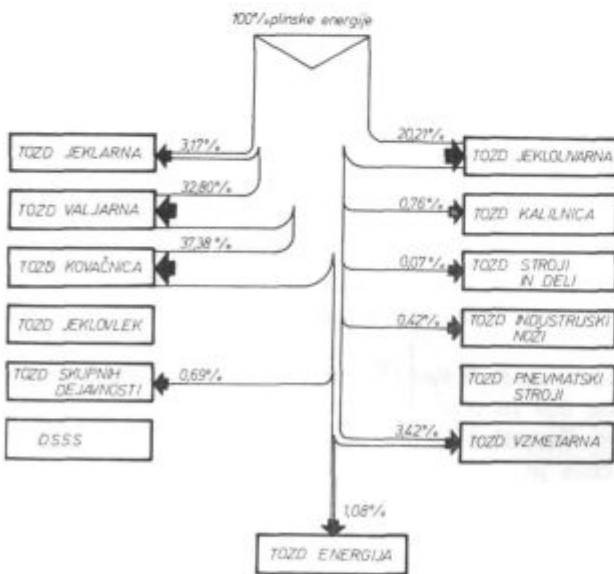 100% plinske energije
3,17%
20,21%
TOZD JEKLARNA
TOZD JEKLOLIVARNA
32,80%
0,76%
TOZD VALJARNA
TOZD KALILNICA
37,38%
0,07%
TOZD KOVAČNICA
TOZD STROJI
IN DELI
0,42%
TOZD JEKLOVLEK
TOZD INDUSTRIJSKI
NOŽI
TOZD SKUPNIH
DEJAVNOSTI
0,69%
TOZD PNEVMATSKI
STROJI
DSSS
3,42%
TOZD VZMETARNA
1,08%
TOZD ENERGIJA